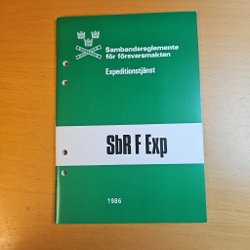 Sambandsreglemente
för försvarsmakten
Expeditionstjänst
SbR F Exp
1986